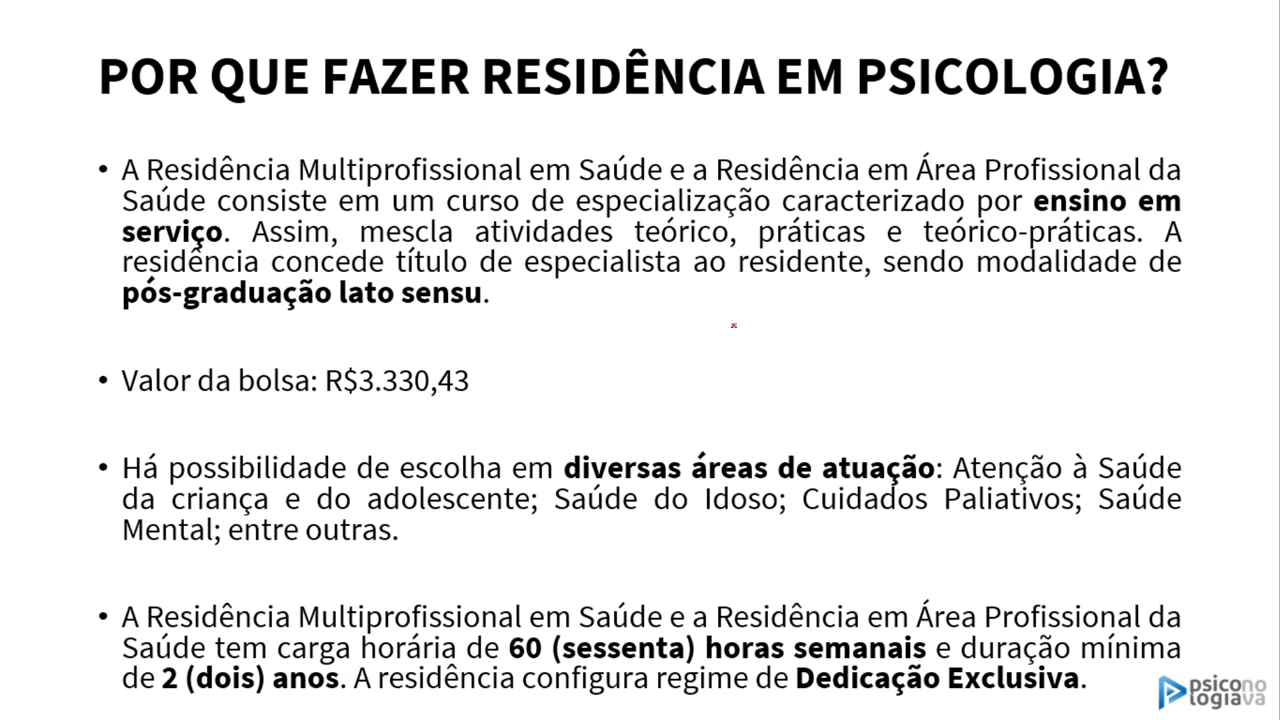 POR QUE FAZER RESIDÊNCIA EM PSICOLOGIA?
• A Residência Multiprofissional em Saúde e a Residência em Área Profissional da
Saúde consiste em um curso de especialização caracterizado por ensino em
serviço. Assim, mescla atividades teórico, práticas e teórico-práticas. A
residência concede título de especialista ao residente, sendo modalidade de
pós-graduação lato sensu.
• Valor da bolsa: R$3.330,43
• Há possibilidade de escolha em diversas áreas de atuação: Atenção à Saúde
da criança e do adolescente; Saúde do Idoso; Cuidados Paliativos; Saúde
Mental; entre outras.
• A Residência Multiprofissional em Saúde e a Residência em Área Profissional da
Saúde tem carga horária de 60 (sessenta) horas semanais e duração mínima
de 2 (dois) anos. A residência configura regime de Dedicação Exclusiva.
psicono
logiava